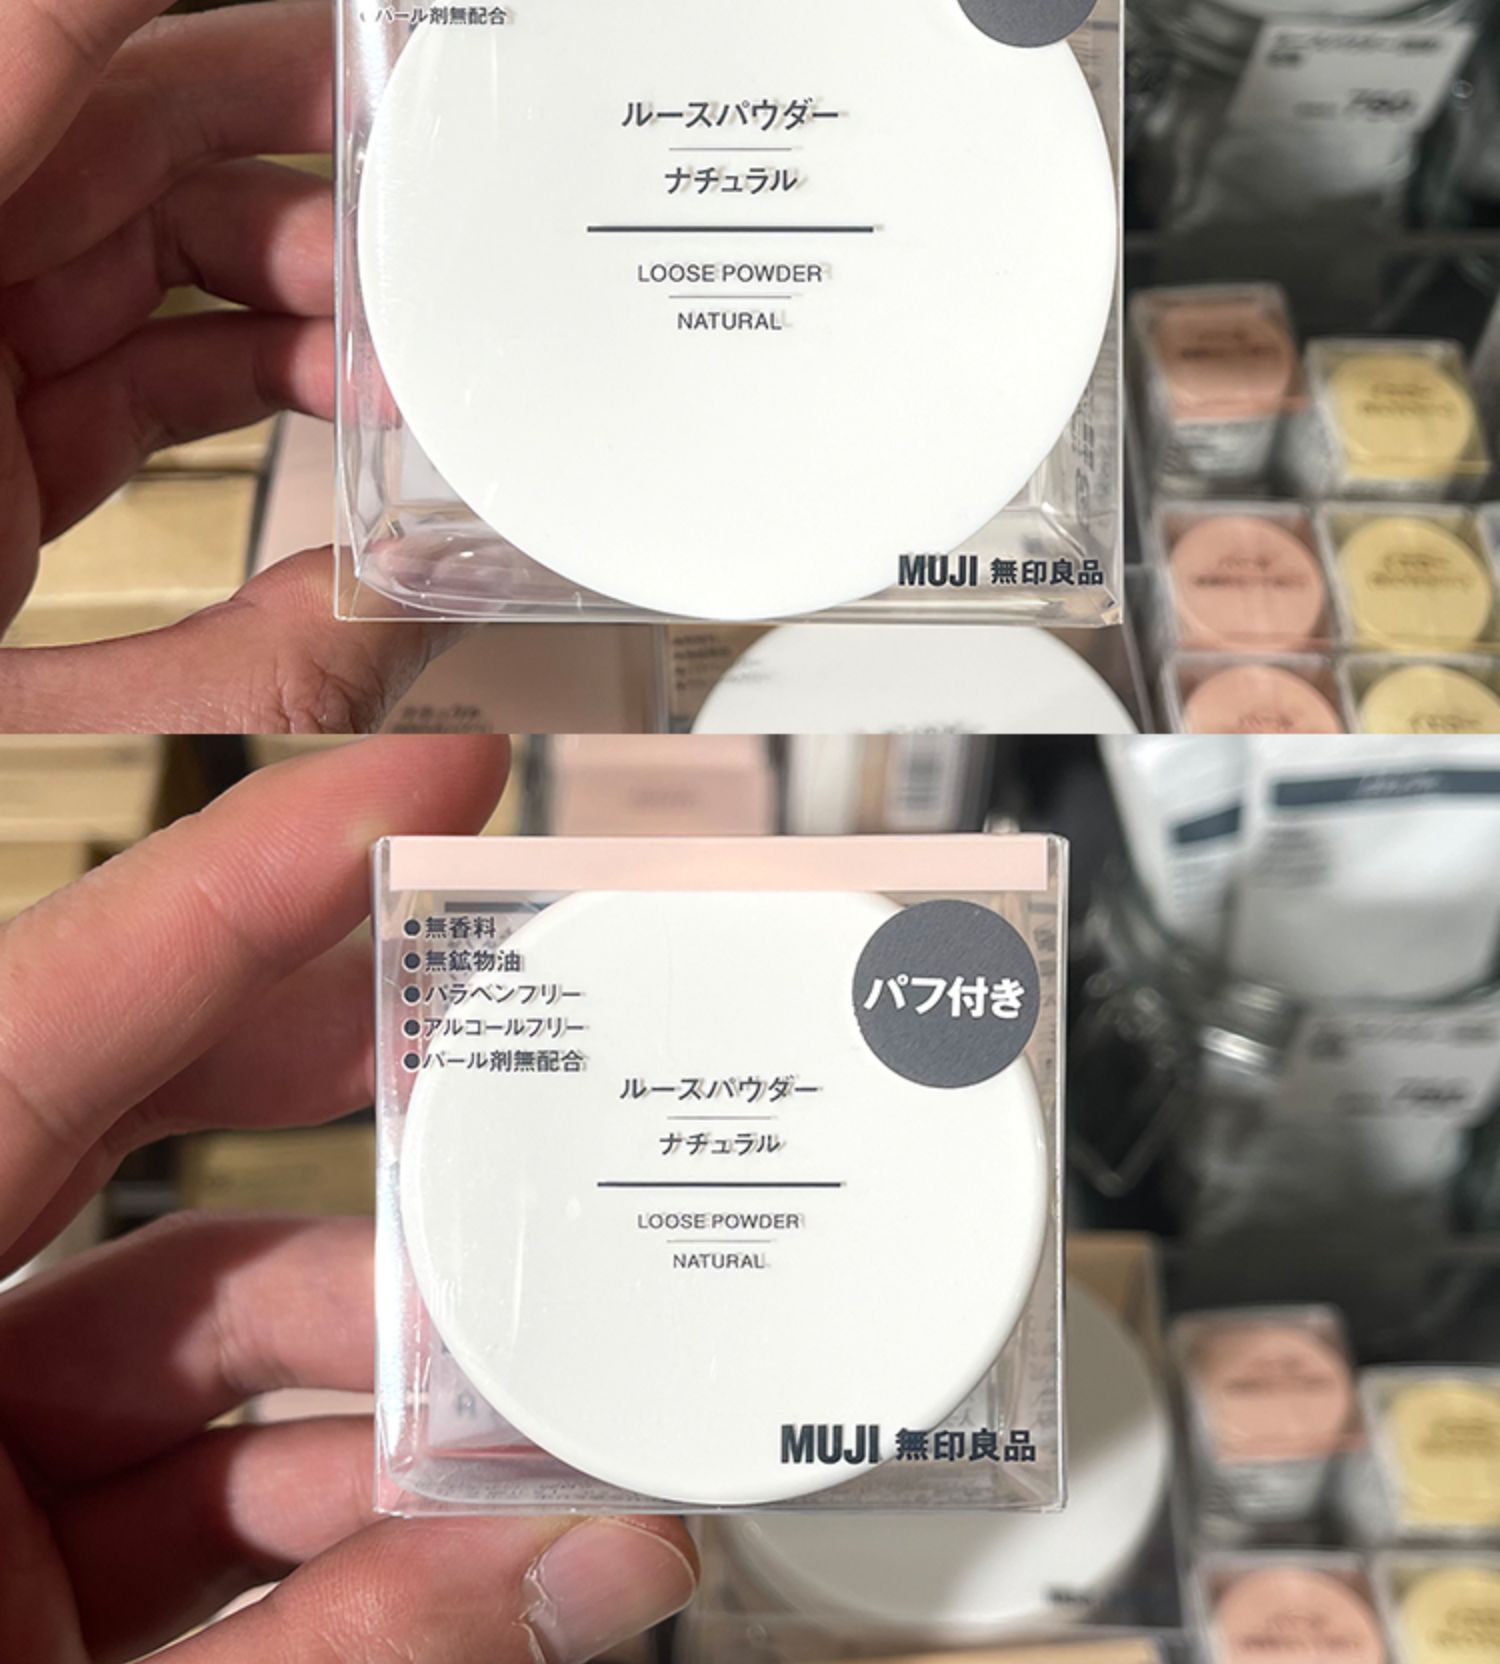 ●パール剤無配合
ルースパウダー
ナチュラル
LOOSE POWDER
NATURAL
MUJI 無印良品
●無香料
●無鉱物油
●パラベンフリー
●アルコールフリー
●パール剤無配合
パフ付き
ルースパウダー
ナチュラル
LOOSE POWDER
NATURAL
MUJI 無印良品